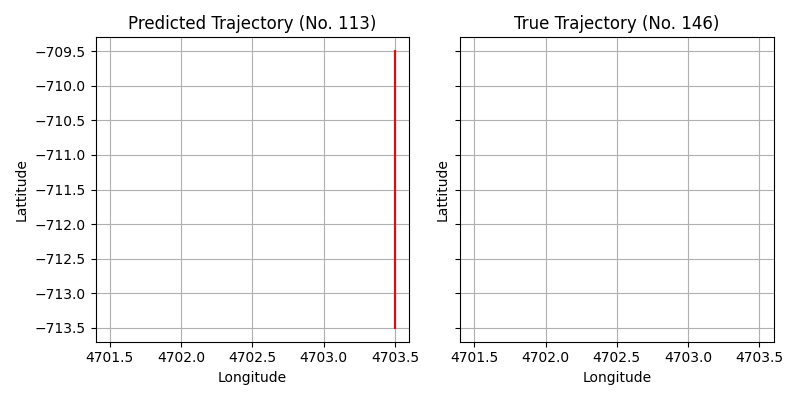 Predicted Trajectory (No. 113)
True Trajectory (No. 146)
−709.5
−710.0
−710.5
−711.0
−711.5
−712.0
−712.5
−713.0
−713.5
Lattitude
Lattitude
4701.5 4702.0 4702.5 4703.0 4703.5
4701.5 4702.0 4702.5 4703.0 4703.5
Longitude
Longitude